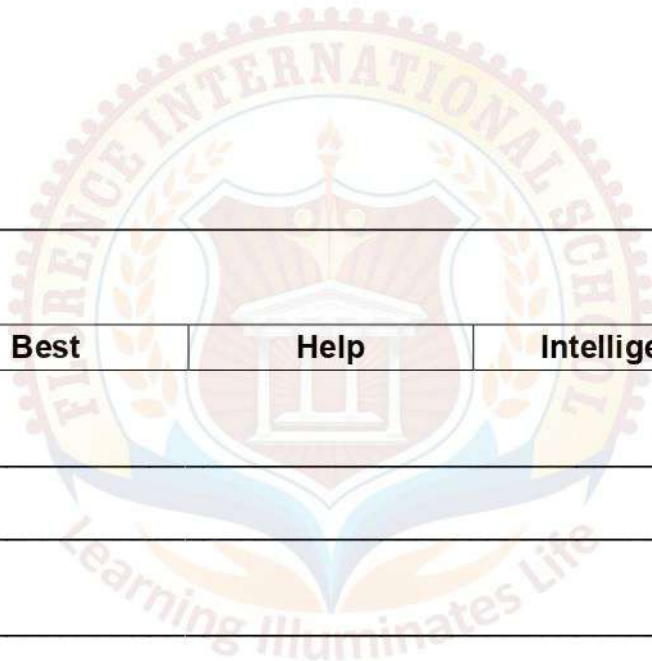 FLORENCE INTERNATIONAL SCHOOL
Best Help Intellige
Learning Illuminates Life